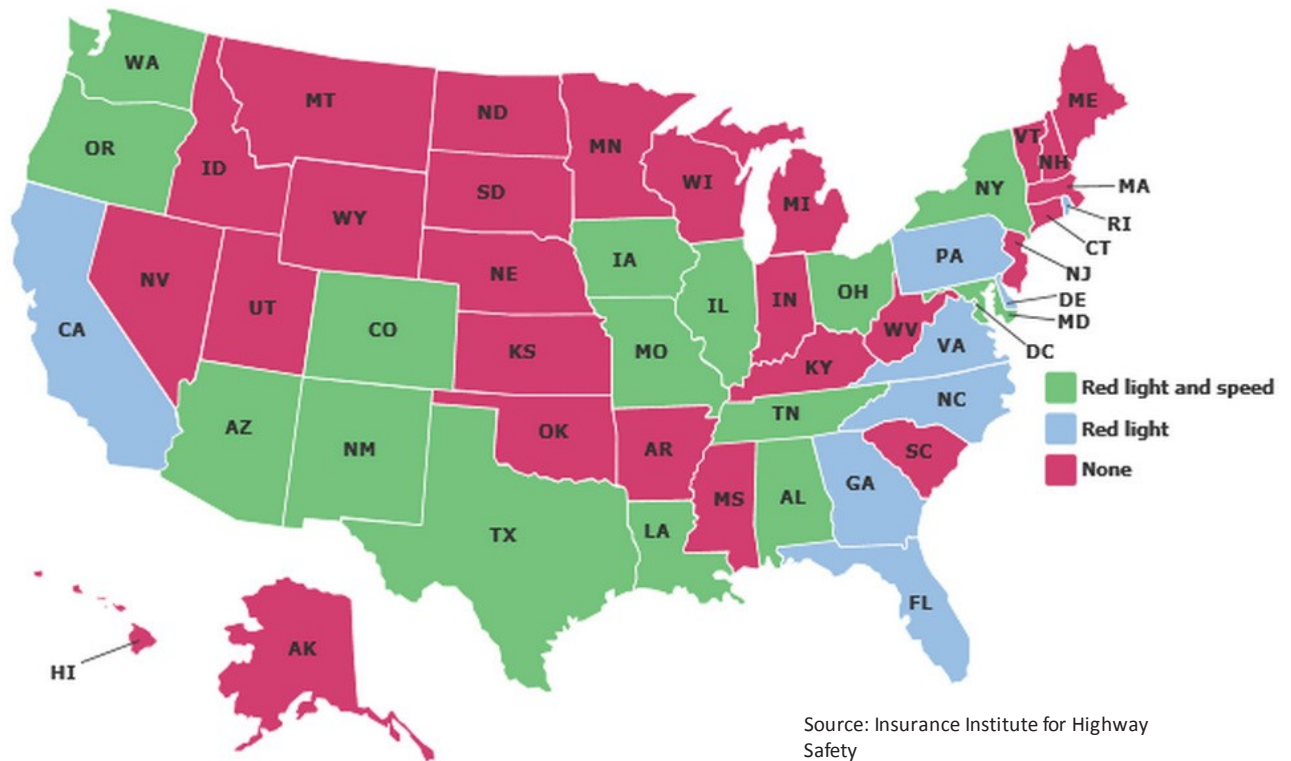 WA
MT
ND
MN
ME
OR
ID
SD
WI
MI
VT
NH
NY
MA
RI
WY
CT
NE
IA
PA
NJ
NV
UT
CO
IL
IN
OH
DE
MD
CA
KS
MO
WV
VA
DC
KY
Red light and speed
AZ
NM
OK
AR
TN
NC
Red light
SC
None
MS
AL
GA
TX
LA
FL
HI
AK
Source: Insurance Institute for Highway
Safety